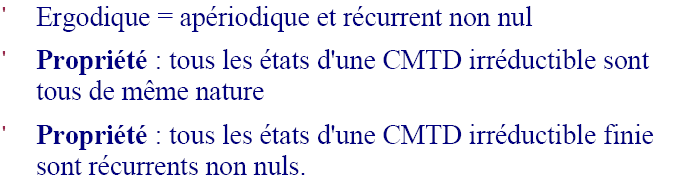 ' Ergodique = apériodique et récurrent non nul
' Propriété : tous les états d'une CMTD irréductible sont
tous de même nature
' Propriété : tous les états d'une CMTD irréductible finie
sont récurrents non nuls.